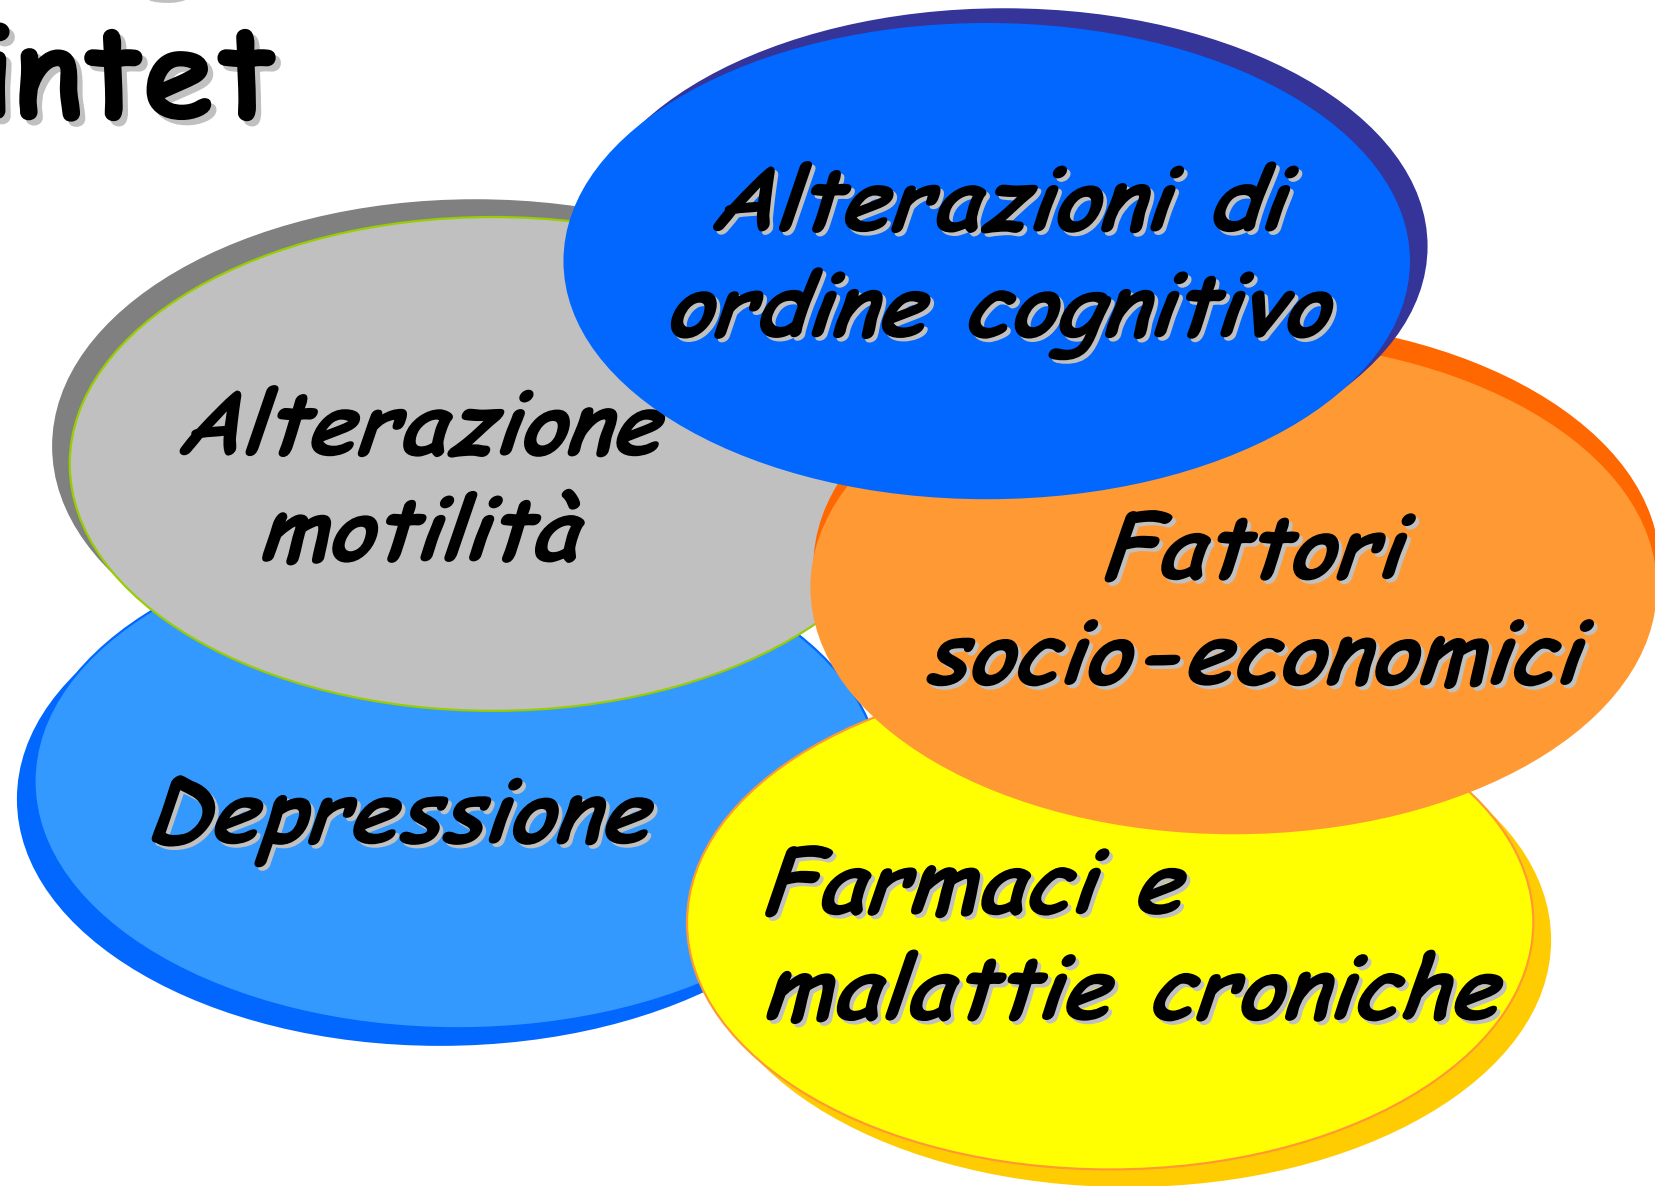 intet
Alterazioni di
ordine cognitivo
Alterazione
motilità
Fattori
socio-economici
Depressione
Farmaci e
malattie croniche